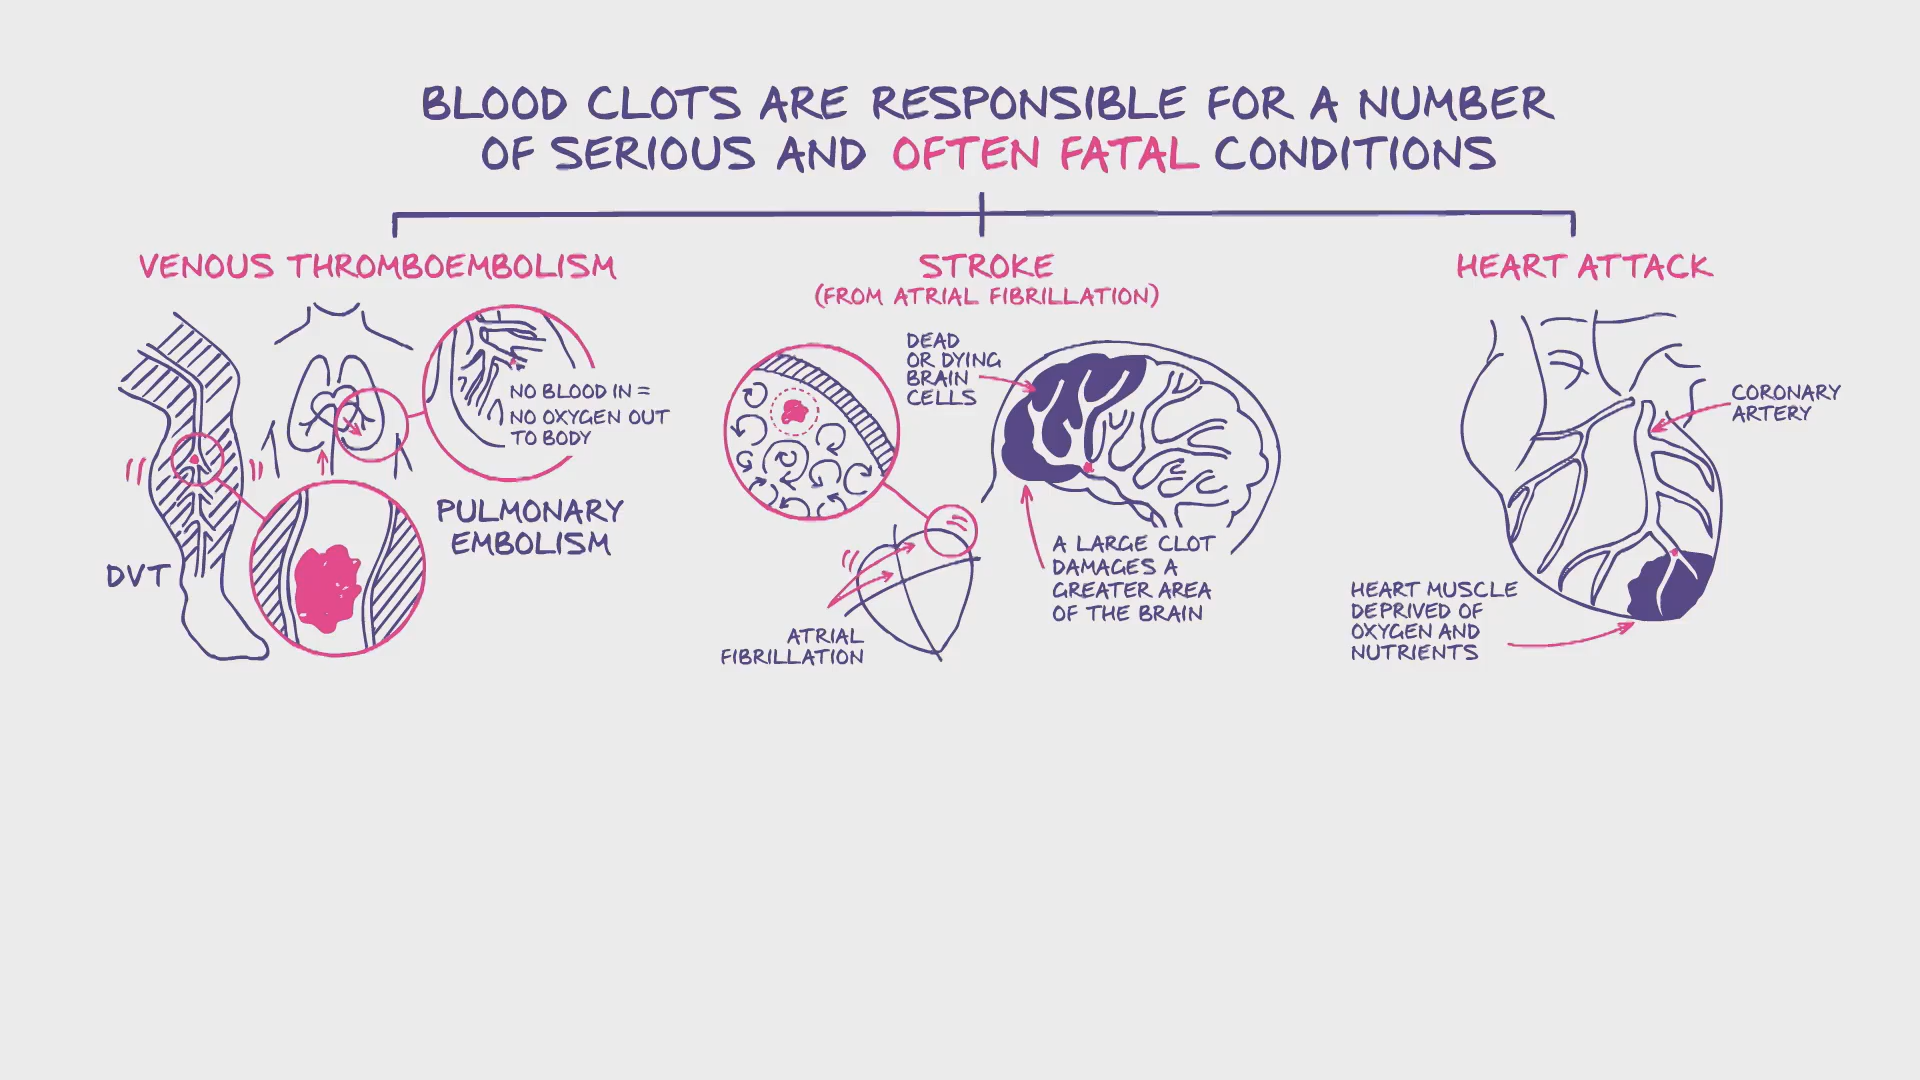 BLOOD CLOTS ARE RESPONSIBLE FOR A NUMBER
OF SERIOUS AND OFTEN FATAL CONDITIONS
VENOUS THROMBOEMBOLISM
NO BLOOD IN =
NO OXYGEN OUT
TO BODY
PULMONARY
EMBOLISM
DVT
STROKE
(FROM ATRIAL FIBRILLATION)
DEAD
OR DYING
BRAIN
CELLS
A LARGE CLOT
DAMAGES A
GREATER AREA
OF THE BRAIN
ATRIAL
FIBRILLATION
HEART ATTACK
CORONARY
ARTERY
HEART MUSCLE
DEPRIVED OF
OXYGEN AND
NUTRIENTS